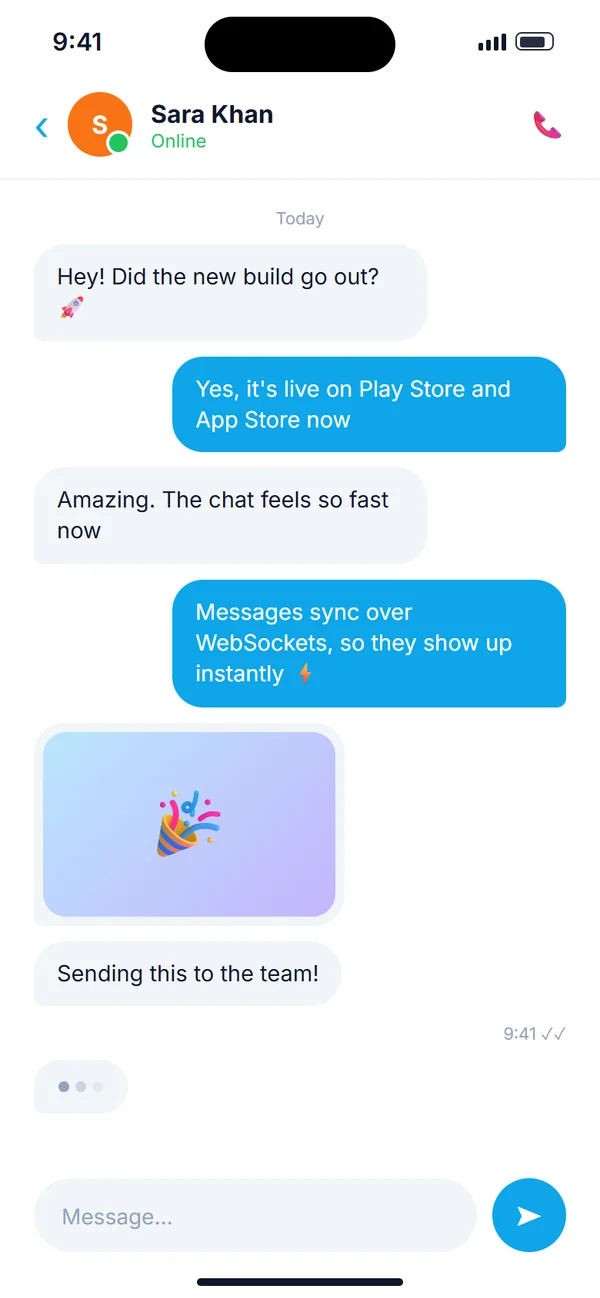 9:41
S
Sara Khan
Online
Today
Hey! Did the new build go out?
🚀
Yes, it's live on Play Store and
App Store now
Amazing. The chat feels so fast
now
Messages sync over
WebSockets, so they show up
instantly ⚡
Sending this to the team!
9:41 ✓✓
Message...